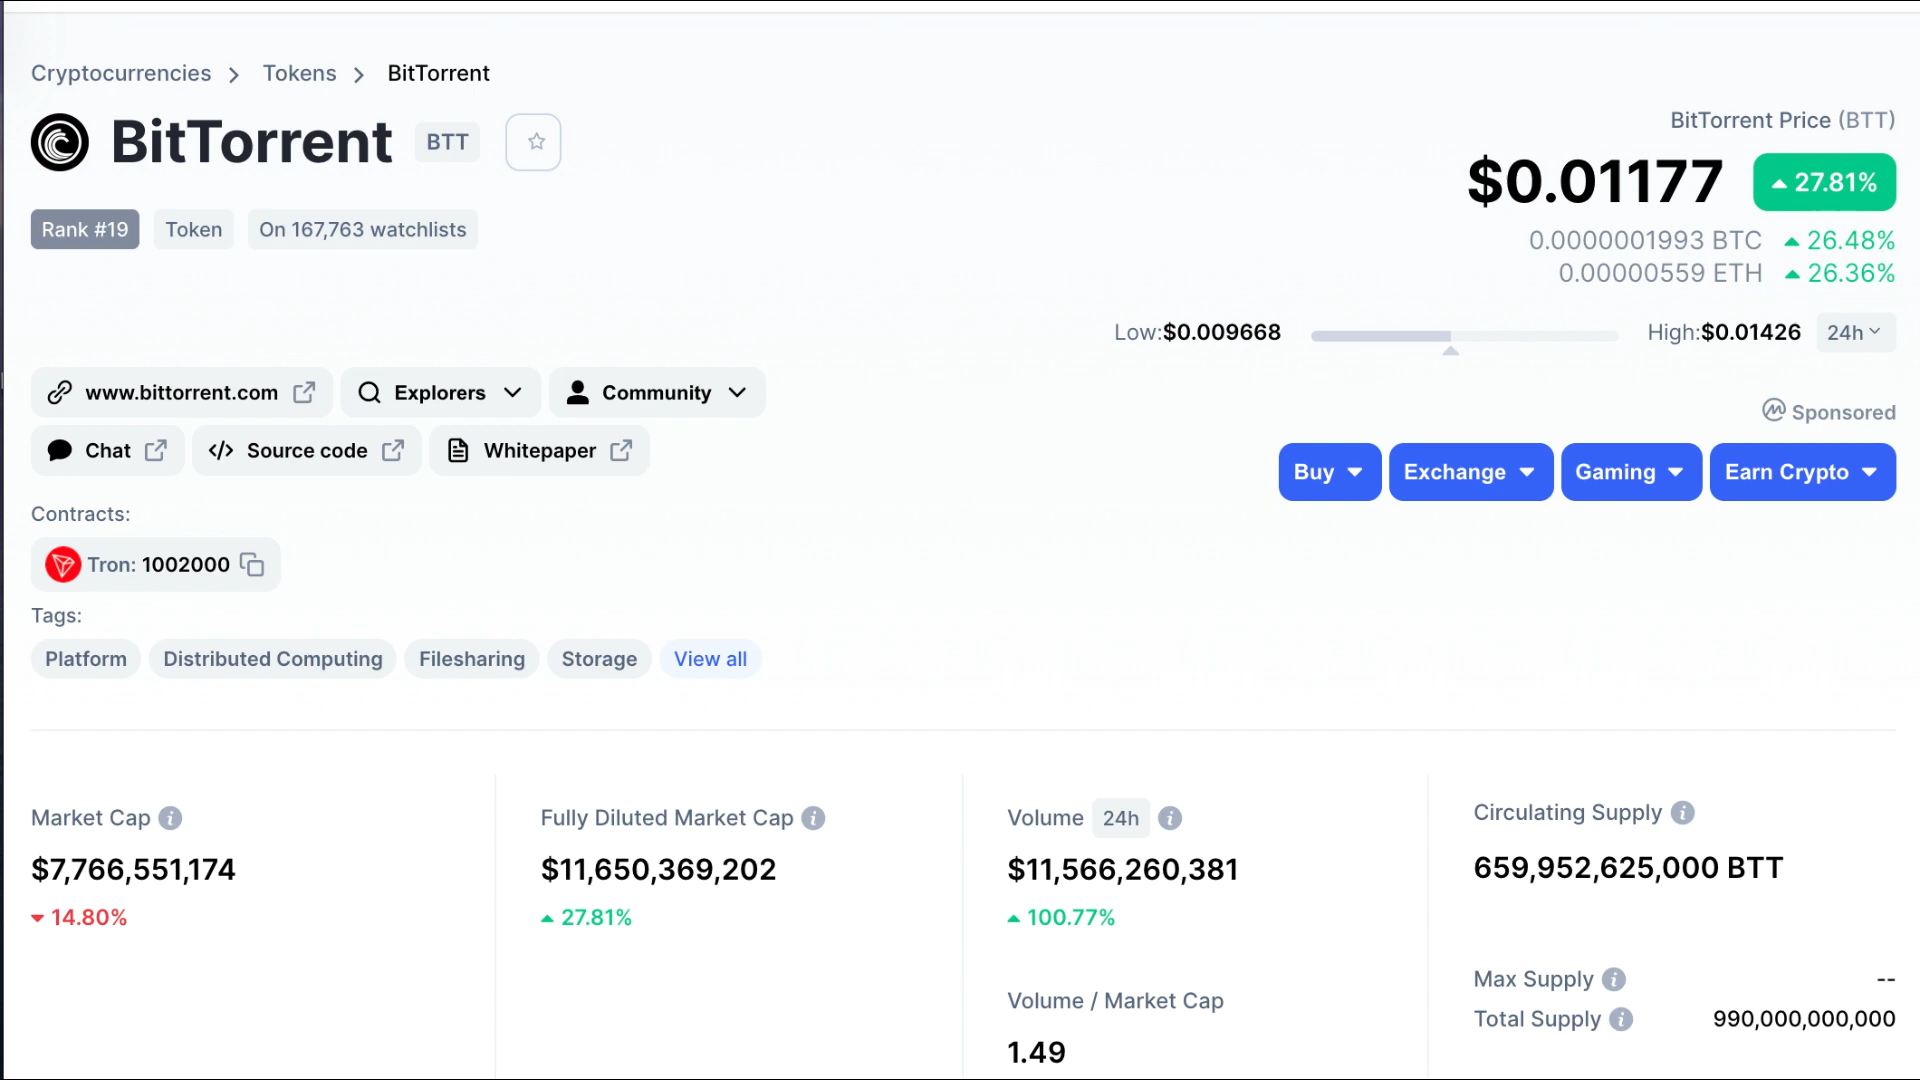 Cryptocurrencies > Tokens > BitTorrent
BitTorrent BTT
Rank #19 Token On 167,763 watchlists
BitTorrent Price (BTT)
$0.01177 27.81%
0.0000001993 BTC 26.48%
0.00000559 ETH 26.36%
Low:$0.009668 High:$0.01426 24h
www.bittorrent.com Explorers Community
Chat Source code Whitepaper
Sponsored
Buy Exchange Gaming Earn Crypto
Contracts:
Tron: 1002000
Tags:
Platform Distributed Computing Filesharing Storage View all
Market Cap
$7,766,551,174
14.80%
Fully Diluted Market Cap
$11,650,369,202
27.81%
Volume 24h
$11,566,260,381
100.77%
Volume / Market Cap
1.49
Circulating Supply
659,952,625,000 BTT
Max Supply --
Total Supply 990,000,000,000